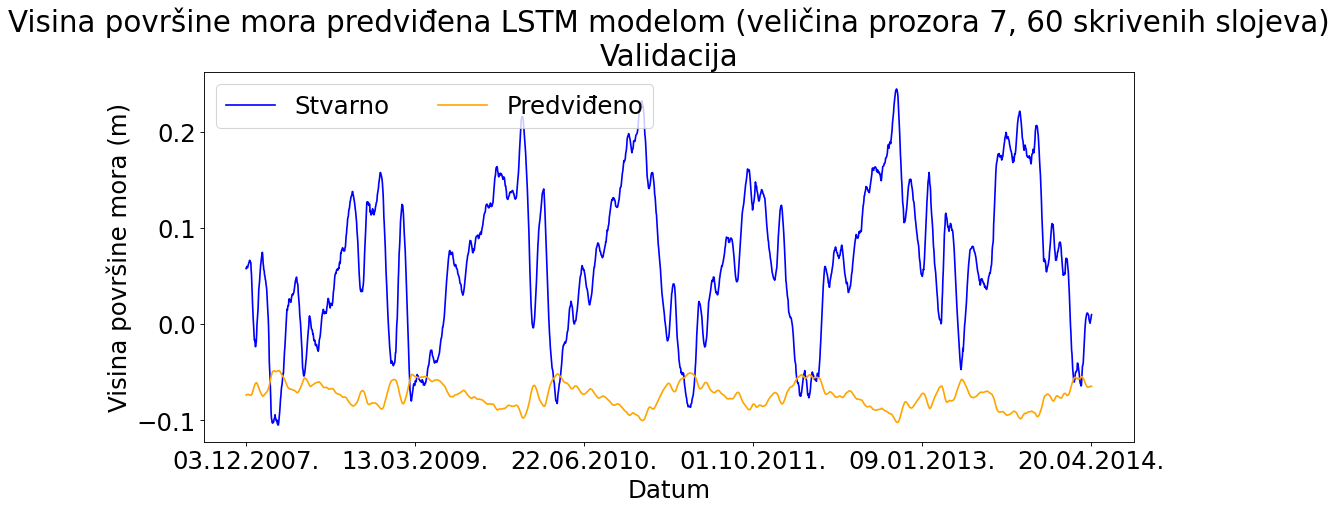 Visina površine mora predviđena LSTM modelom (veličina prozora 7, 60 skrivenih slojeva)
Validacija
Stvarno Predviđeno
Visina površine mora (m)
0.2
0.1
0.0
−0.1
03.12.2007. 13.03.2009. 22.06.2010. 01.10.2011. 09.01.2013. 20.04.2014.
Datum